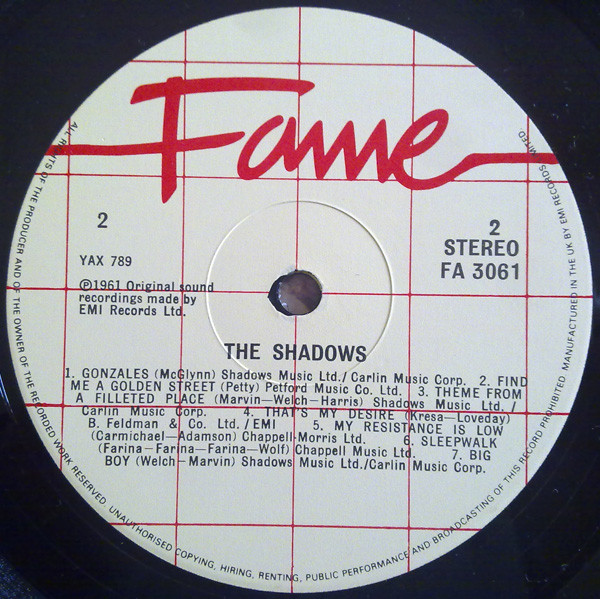 Fame
2
2
STEREO
FA 3061
YAX 789
℗1961 Original sound
recordings made by
EMI Records Ltd.
THE SHADOWS
1. GONZALES (McGlynn) Shadows Music Ltd./Carlin Music Corp. 2. FIND
ME A GOLDEN STREET (Petty) Petford Music Co. Ltd. 3. THEME FROM
A FILLETED PLACE (Marvin–Welch–Harris) Shadows Music Ltd./
Carlin Music Corp. 4. THAT'S MY DESIRE (Kresa–Loveday)
B. Feldman & Co. Ltd./EMI 5. MY RESISTANCE IS LOW
(Carmichael–Adamson) Chappell-Morris Ltd. 6. SLEEPWALK
(Farina–Farina–Farina–Wolf) Chappell Music Ltd. 7. BIG
BOY (Welch–Marvin) Shadows Music Ltd./Carlin Music Corp.
ALL RIGHTS OF THE PRODUCER AND OF THE OWNER OF THE RECORDED WORK RESERVED. UNAUTHORISED COPYING, HIRING, RENTING, PUBLIC PERFORMANCE AND BROADCASTING OF THIS RECORD PROHIBITED. MANUFACTURED IN THE UK BY EMI RECORDS LIMITED.